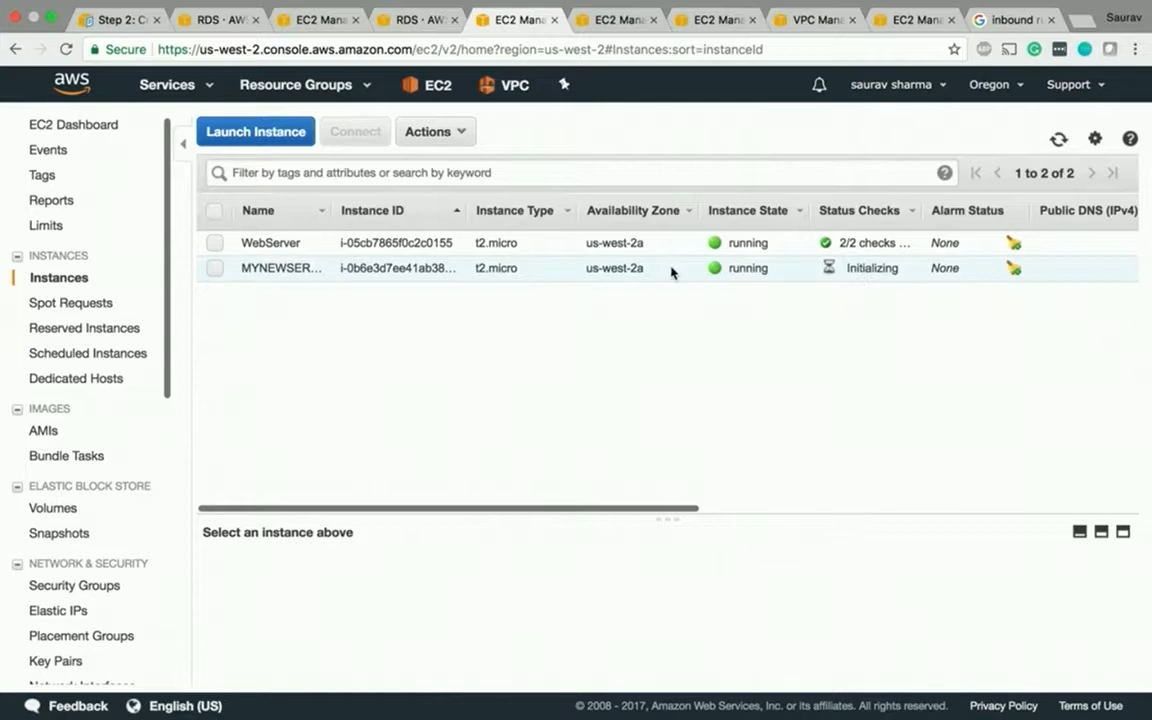 Step 2: C
RDS · AW
EC2 Mana
RDS · AW
EC2 Mana
EC2 Mana
EC2 Mana
VPC Man
EC2 Mana
inbound r
Saurav
Secure
https://us-west-2.console.aws.amazon.com/ec2/v2/home?region=us-west-2#Instances:sort=instanceId
aws
Services
Resource Groups
EC2
VPC
saurav sharma
Oregon
Support
EC2 Dashboard
Events
Tags
Reports
Limits
INSTANCES
Instances
Spot Requests
Reserved Instances
Scheduled Instances
Dedicated Hosts
IMAGES
AMIs
Bundle Tasks
ELASTIC BLOCK STORE
Volumes
Snapshots
NETWORK & SECURITY
Security Groups
Elastic IPs
Placement Groups
Key Pairs
Launch Instance
Connect
Actions
Filter by tags and attributes or search by keyword
1 to 2 of 2
Name Instance ID Instance Type Availability Zone Instance State Status Checks Alarm Status Public DNS (IPv4)
WebServer i-05cb7865f0c2c0155 t2.micro us-west-2a running 2/2 checks ... None
MYNEWSER... i-0b6e3d7ee41ab38... t2.micro us-west-2a running Initializing None
Select an instance above
Feedback
English (US)
© 2008 - 2017, Amazon Web Services, Inc. or its affiliates. All rights reserved.
Privacy Policy
Terms of Use